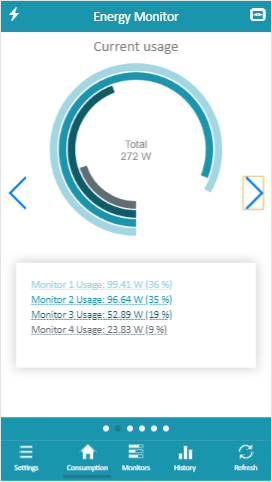 Energy Monitor
Current usage
Total
272 W
Monitor 1 Usage: 99.41 W (36 %)
Monitor 2 Usage: 96.64 W (35 %)
Monitor 3 Usage: 52.89 W (19 %)
Monitor 4 Usage: 23.83 W (9 %)
Settings Consumption Monitors History Refresh